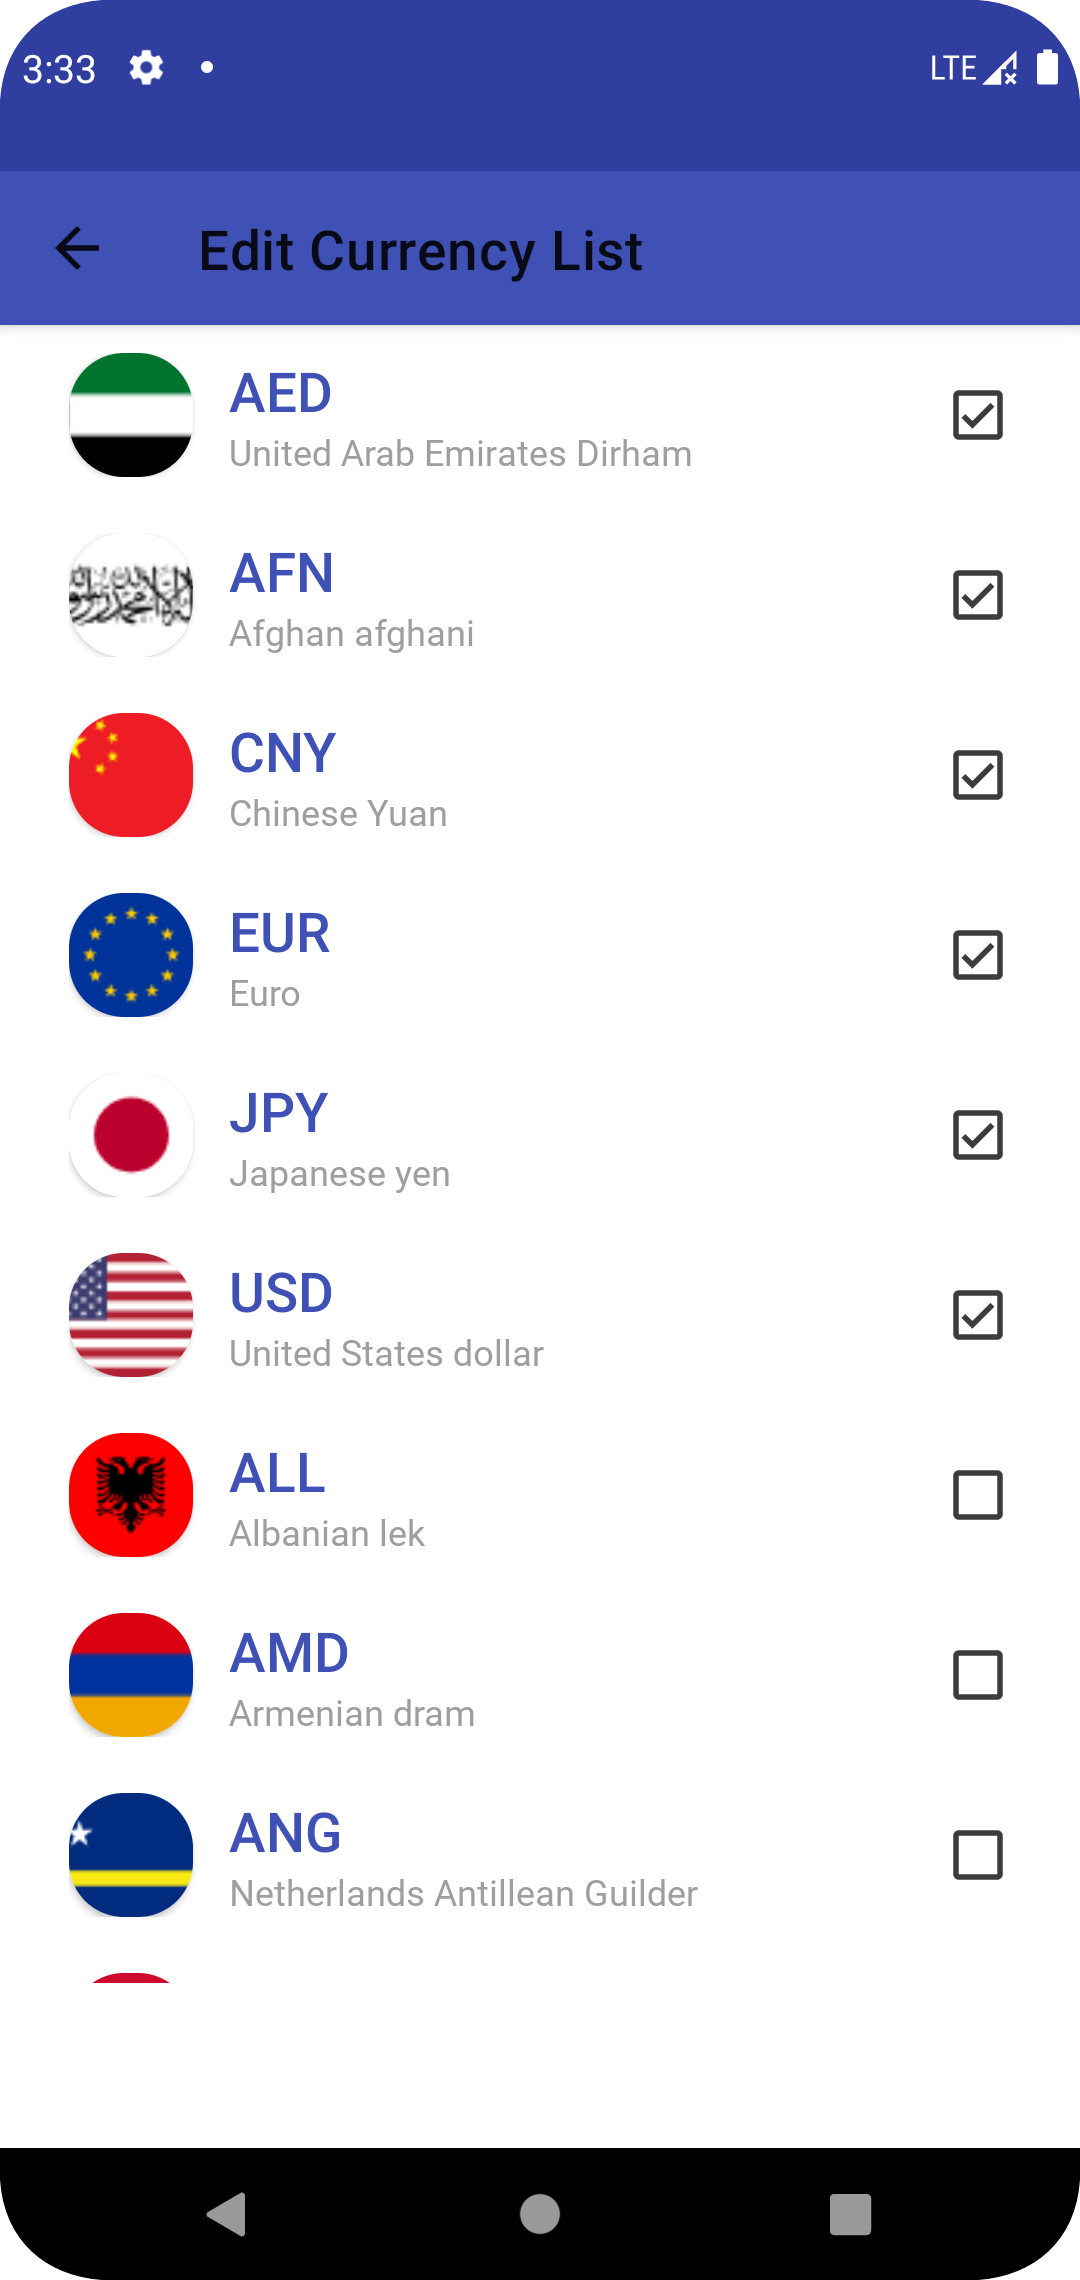 3:33
LTE
Edit Currency List
AED
United Arab Emirates Dirham
AFN
Afghan afghani
CNY
Chinese Yuan
EUR
Euro
JPY
Japanese yen
USD
United States dollar
ALL
Albanian lek
AMD
Armenian dram
ANG
Netherlands Antillean Guilder